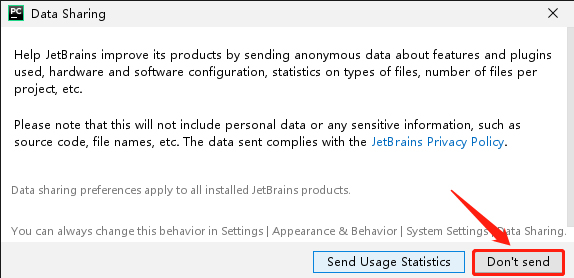 PC Data Sharing
Help JetBrains improve its products by sending anonymous data about features and plugins
used, hardware and software configuration, statistics on types of files, number of files per
project, etc.
Please note that this will not include personal data or any sensitive information, such as
source code, file names, etc. The data sent complies with the JetBrains Privacy Policy.
Data sharing preferences apply to all installed JetBrains products.
You can always change this behavior in Settings | Appearance & Behavior | System Settings | Data Sharing.
Send Usage Statistics Don't send